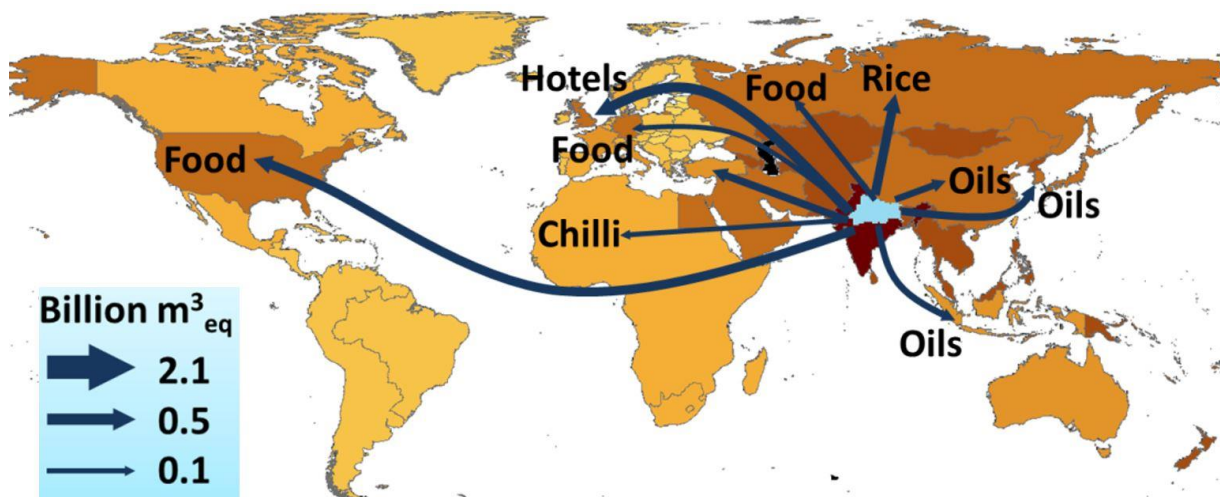 Hotels
Food
Rice
Food
Food
Oils
Oils
Chilli
Oils
Billion m³eq
2.1
0.5
0.1